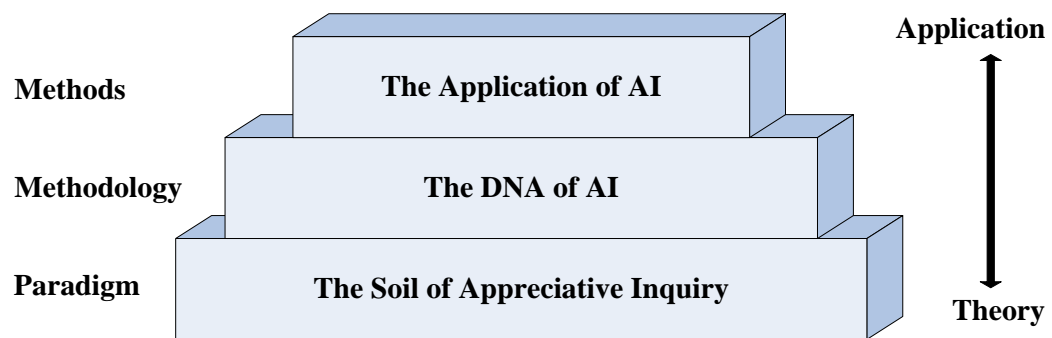 Application
Methods
The Application of AI
Methodology
The DNA of AI
Paradigm
The Soil of Appreciative Inquiry
Theory